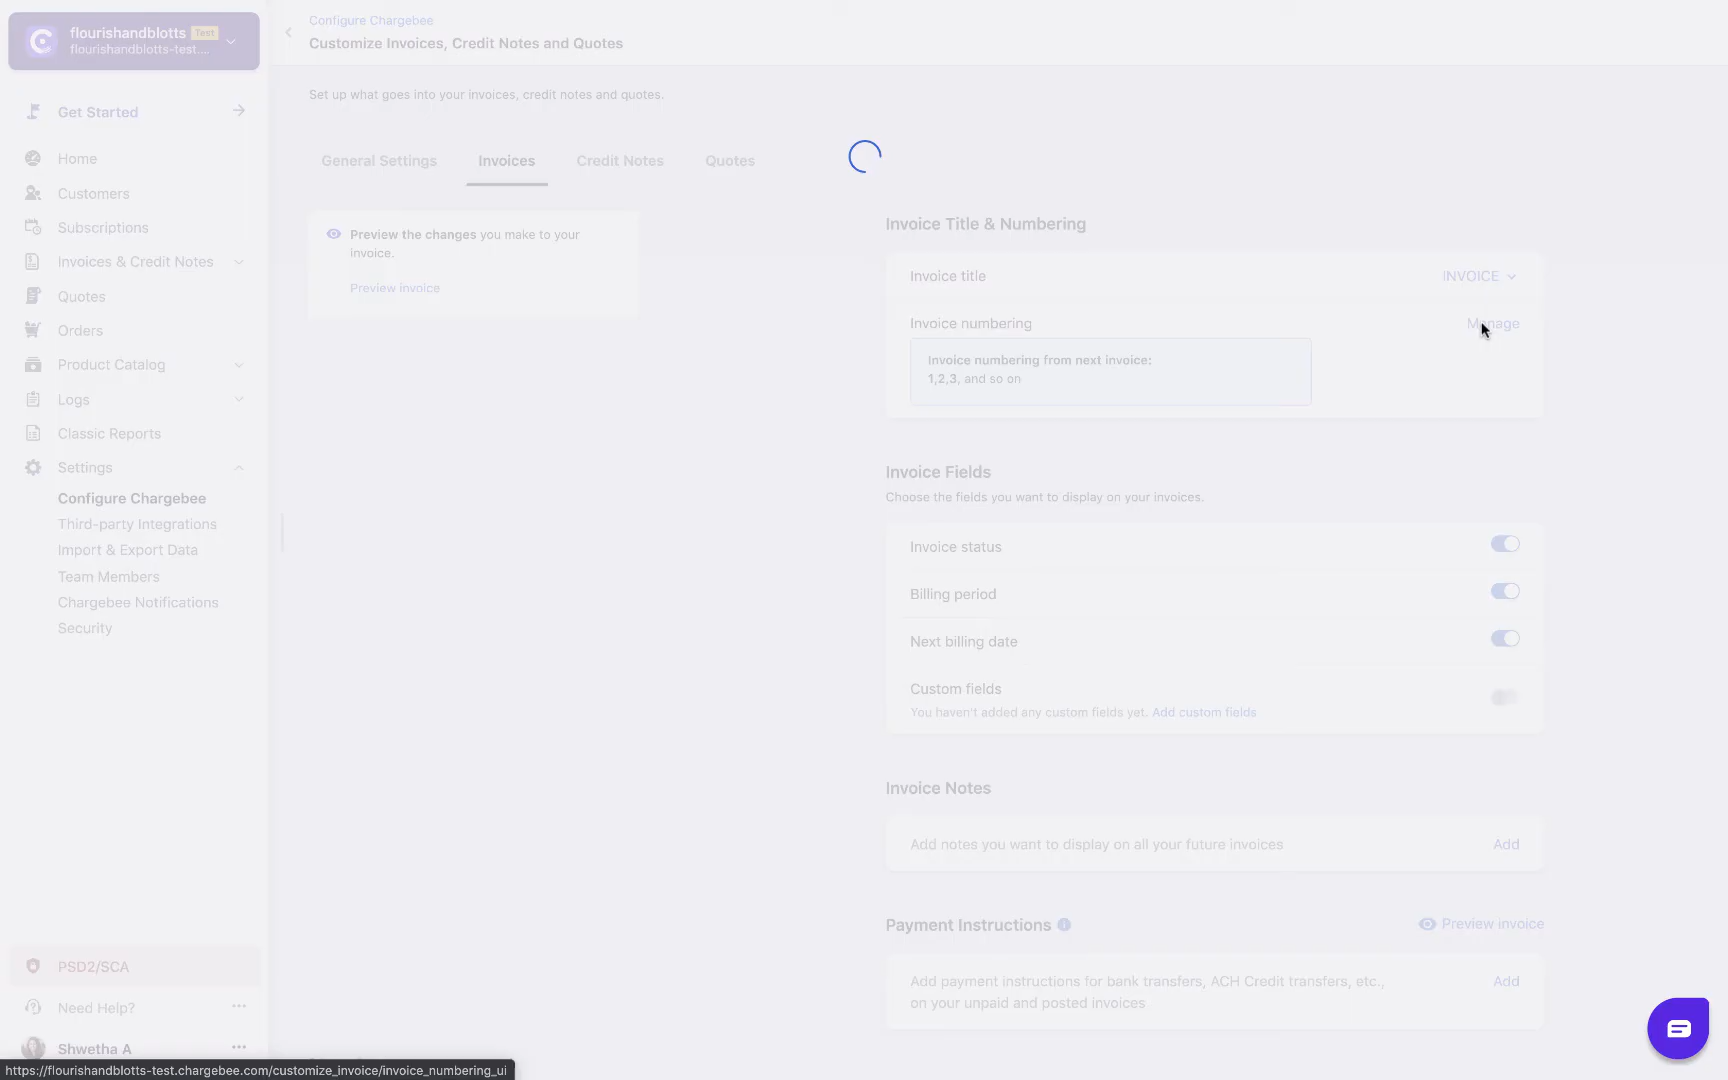 flourishandblotts Test
flourishandblotts-test....
Get Started
Home
Customers
Subscriptions
Invoices & Credit Notes
Quotes
Orders
Product Catalog
Logs
Classic Reports
Settings
Configure Chargebee
Third-party Integrations
Import & Export Data
Team Members
Chargebee Notifications
Security
PSD2/SCA
Need Help?
Shwetha A
https://flourishandblotts-test.chargebee.com/customize_invoice/invoice_numbering_ui
Configure Chargebee
Customize Invoices, Credit Notes and Quotes
Set up what goes into your invoices, credit notes and quotes.
General Settings Invoices Credit Notes Quotes
Preview the changes you make to your
invoice.
Preview invoice
Invoice Title & Numbering
Invoice title INVOICE
Invoice numbering Manage
Invoice numbering from next invoice:
1,2,3, and so on
Invoice Fields
Choose the fields you want to display on your invoices.
Invoice status
Billing period
Next billing date
Custom fields
You haven't added any custom fields yet. Add custom fields
Invoice Notes
Add notes you want to display on all your future invoices Add
Payment Instructions Preview invoice
Add payment instructions for bank transfers, ACH Credit transfers, etc., Add
on your unpaid and posted invoices